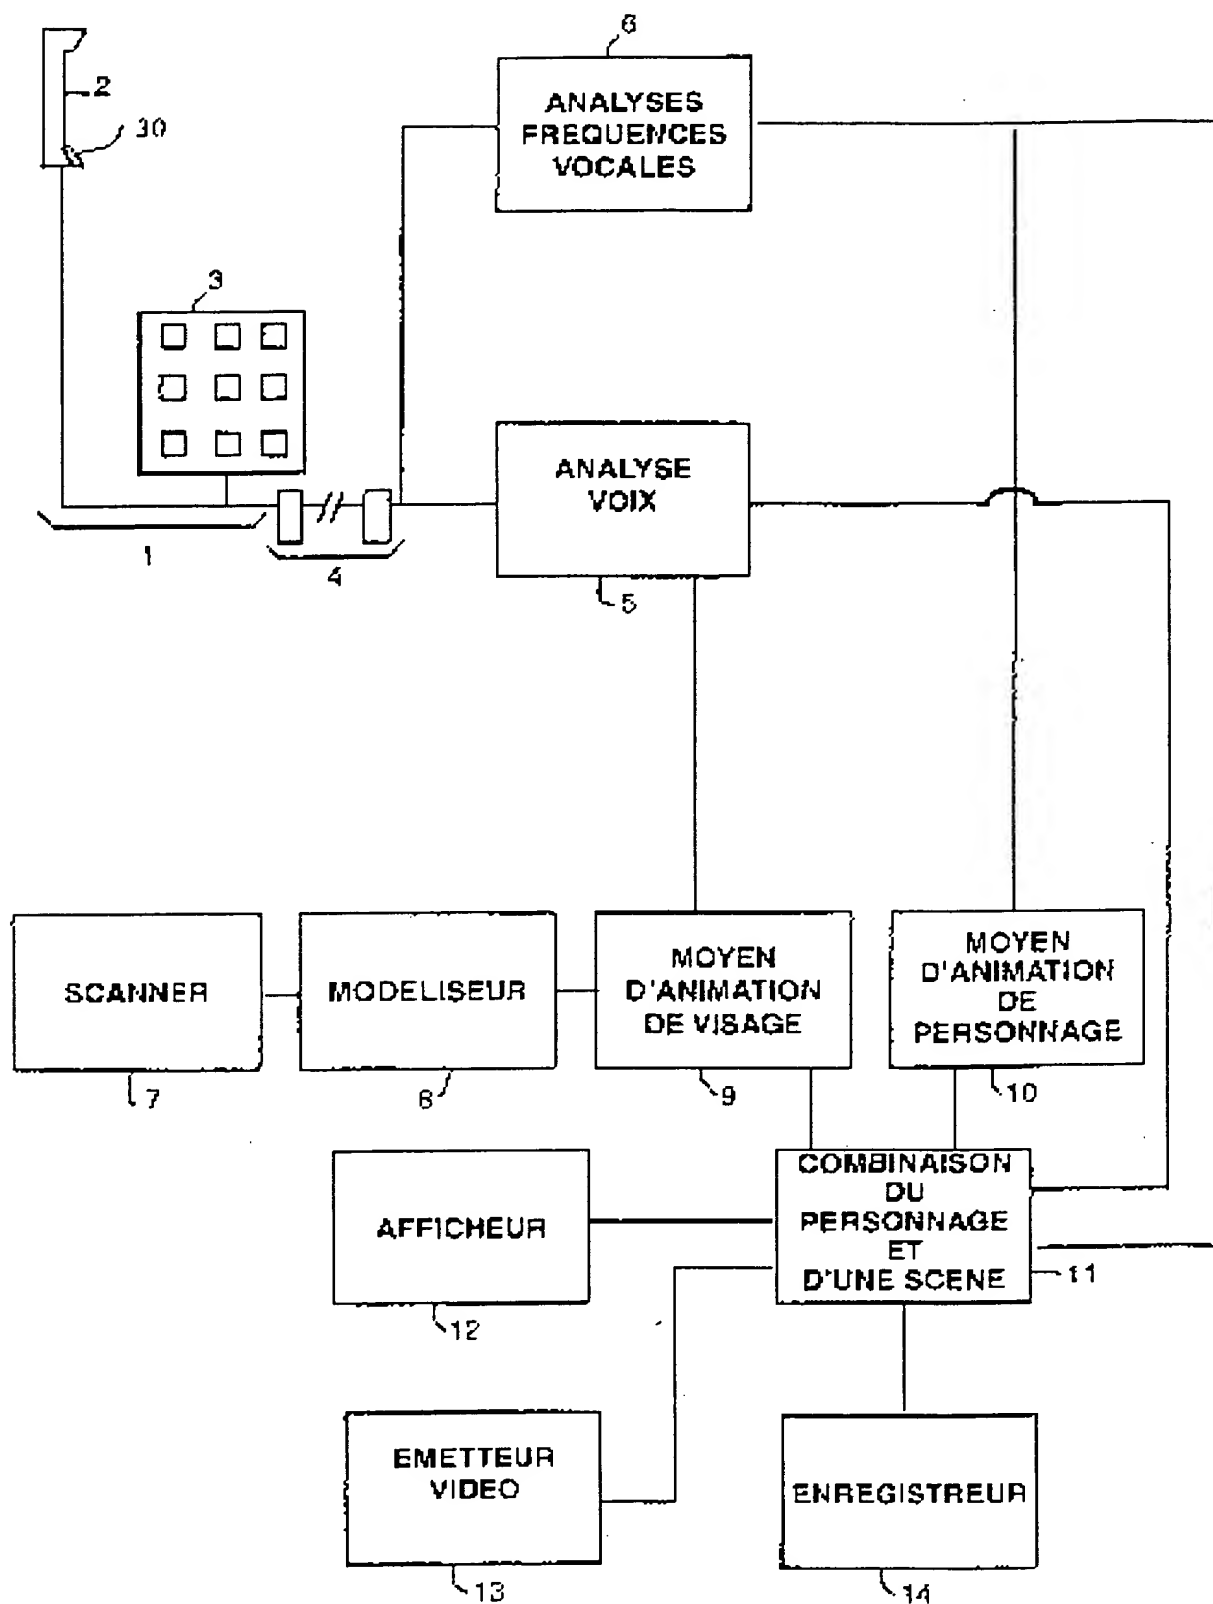 6
2
30
ANALYSES
FREQUENCES
VOCALES
3
ANALYSE
VOIX
1
4
5
SCANNER
MODELISEUR
MOYEN
D'ANIMATION
DE VISAGE
MOYEN
D'ANIMATION
DE
PERSONNAGE
7
8
9
10
AFFICHEUR
COMBINAISON
DU
PERSONNAGE
ET
D'UNE SCENE
11
12
EMETTEUR
VIDEO
ENREGISTREUR
13
14